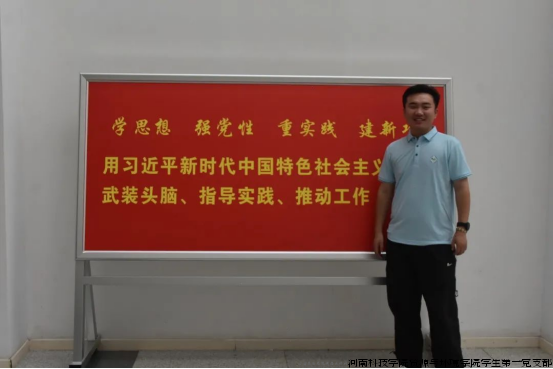 学思想 强党性 重实践 建新
用习近平新时代中国特色社会主义
武装头脑、指导实践、推动工作
河南科技学院 学院学生第一党支部